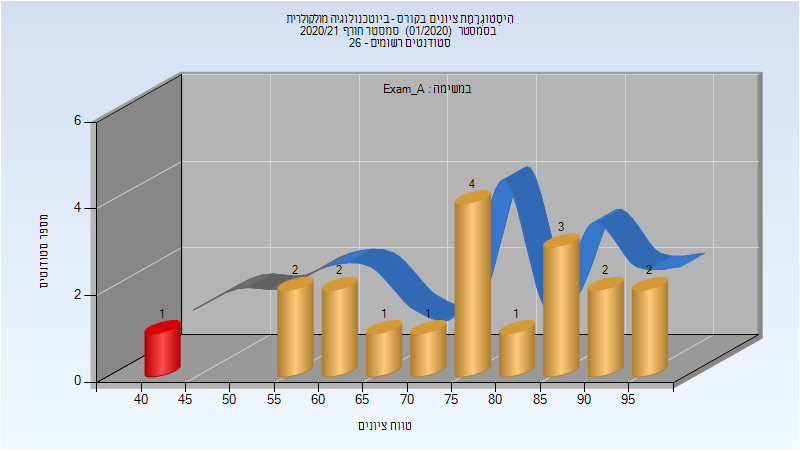 היסטוגרמת ציונים בקורס - ביוטכנולוגיה מולקולרית
בסמסטר (01/2020) סמסטר חורף 2020/21
סטודנטים רשומים - 26
במשימה : Exam_A
6
4
2
0
מספר סטודנטים
1
2
2
1
1
4
1
3
2
2
40 45 50 55 60 65 70 75 80 85 90 95
טווח ציונים